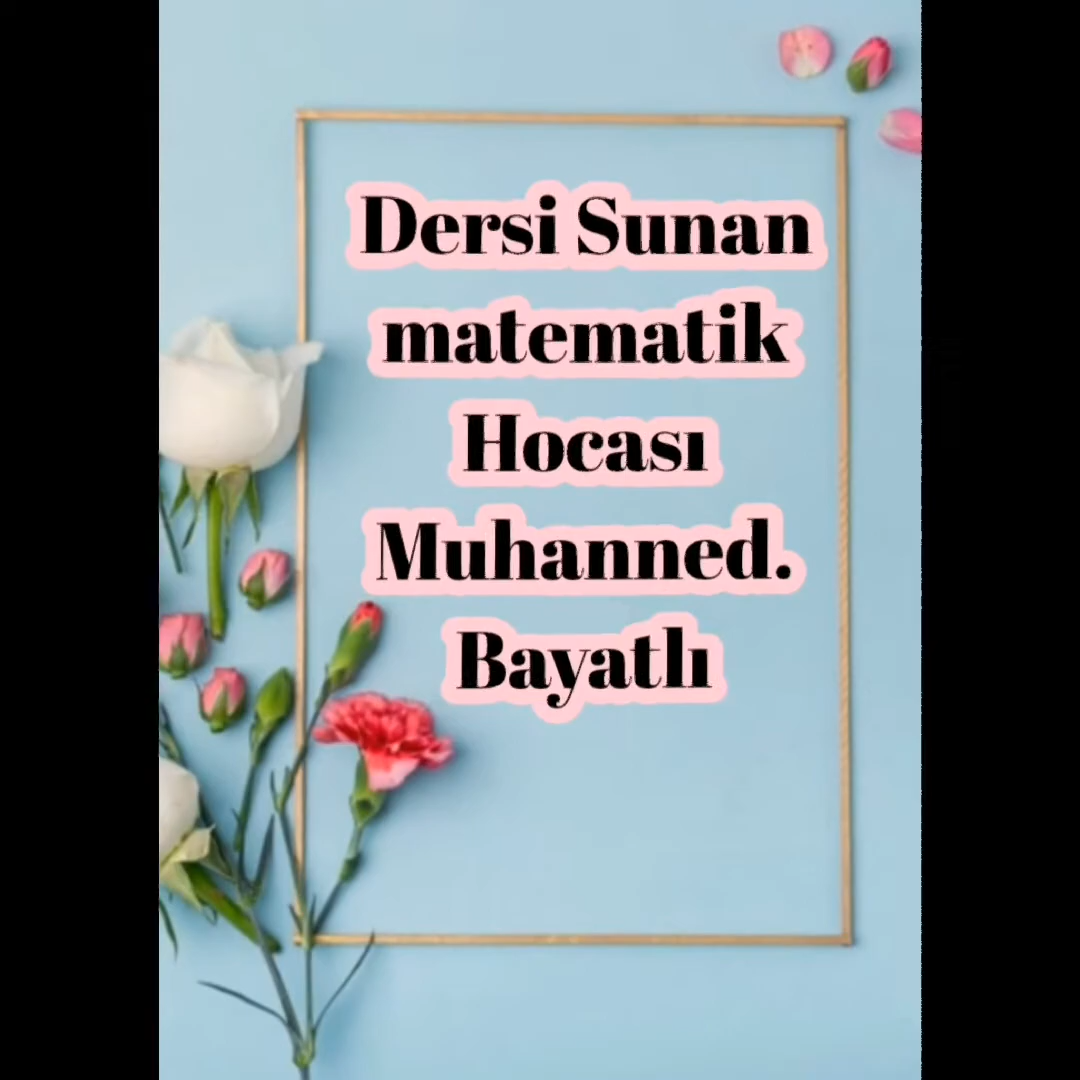 Dersi Sunan
matematik
Hocası
Muhanned.
Bayatlı